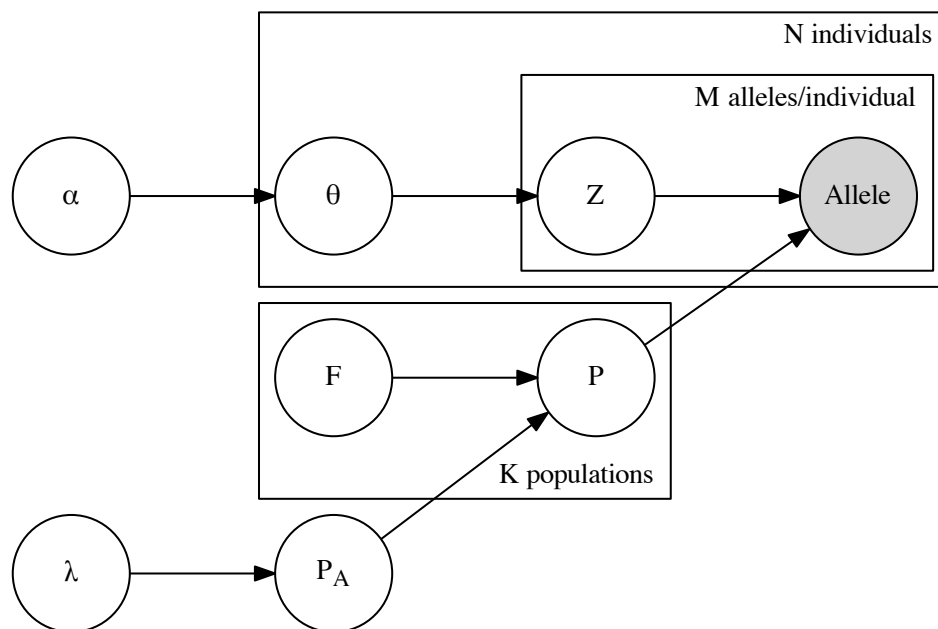 N individuals
M alleles/individual
α
θ
Z
Allele
F
P
K populations
λ
P_A